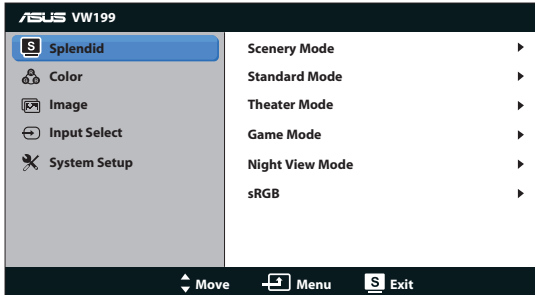 ASUS VW199
S Splendid
Color
Image
Input Select
System Setup
Scenery Mode
Standard Mode
Theater Mode
Game Mode
Night View Mode
sRGB
Move Menu S Exit